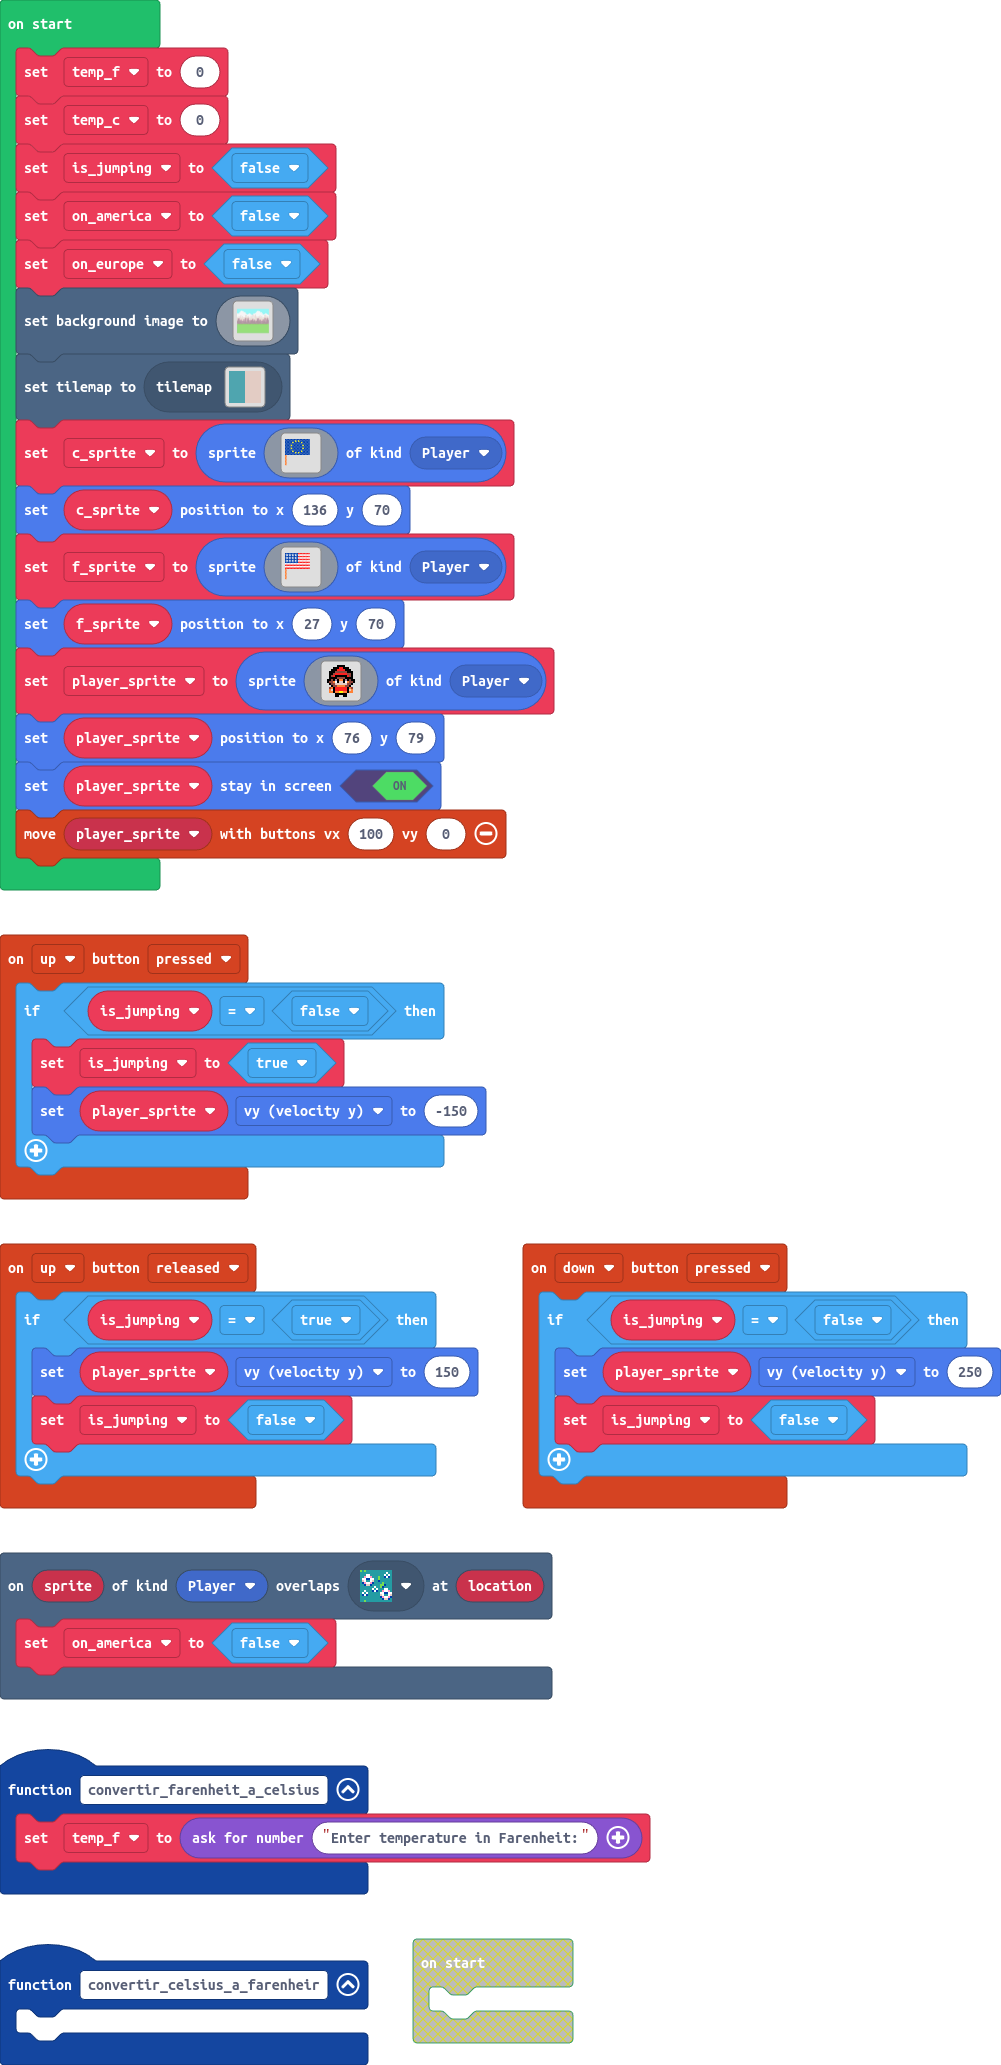 on start
set temp_f to 0
set temp_c to 0
set is_jumping to false
set on_america to false
set on_europe to false
set background image to
set tilemap to tilemap
set c_sprite to sprite of kind Player
set c_sprite position to x 136 y 70
set f_sprite to sprite of kind Player
set f_sprite position to x 27 y 70
set player_sprite to sprite of kind Player
set player_sprite position to x 76 y 79
set player_sprite stay in screen ON
move player_sprite with buttons vx 100 vy 0
on up button pressed
if is_jumping = false then
set is_jumping to true
set player_sprite vy (velocity y) to -150
on up button released
if is_jumping = true then
set player_sprite vy (velocity y) to 150
set is_jumping to false
on down button pressed
if is_jumping = false then
set player_sprite vy (velocity y) to 250
set is_jumping to false
on sprite of kind Player overlaps at location
set on_america to false
function convertir_farenheit_a_celsius
set temp_f to ask for number "Enter temperature in Farenheit:"
function convertir_celsius_a_farenheir
on start